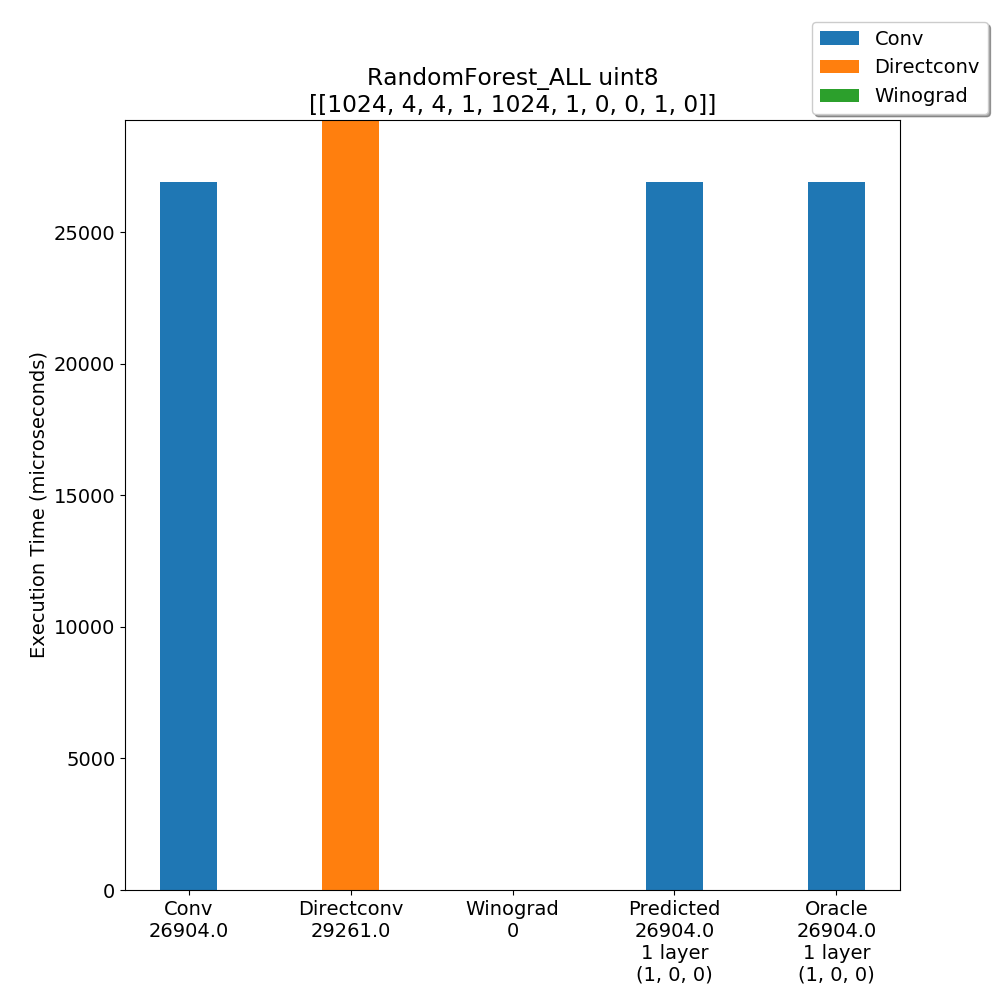 Conv
Directconv
Winograd
RandomForest_ALL uint8
[[1024, 4, 4, 1, 1024, 1, 0, 0, 1, 0]]
Execution Time (microseconds)
25000
20000
15000
10000
5000
0
Conv
26904.0
Directconv
29261.0
Winograd
0
Predicted
26904.0
1 layer
(1, 0, 0)
Oracle
26904.0
1 layer
(1, 0, 0)